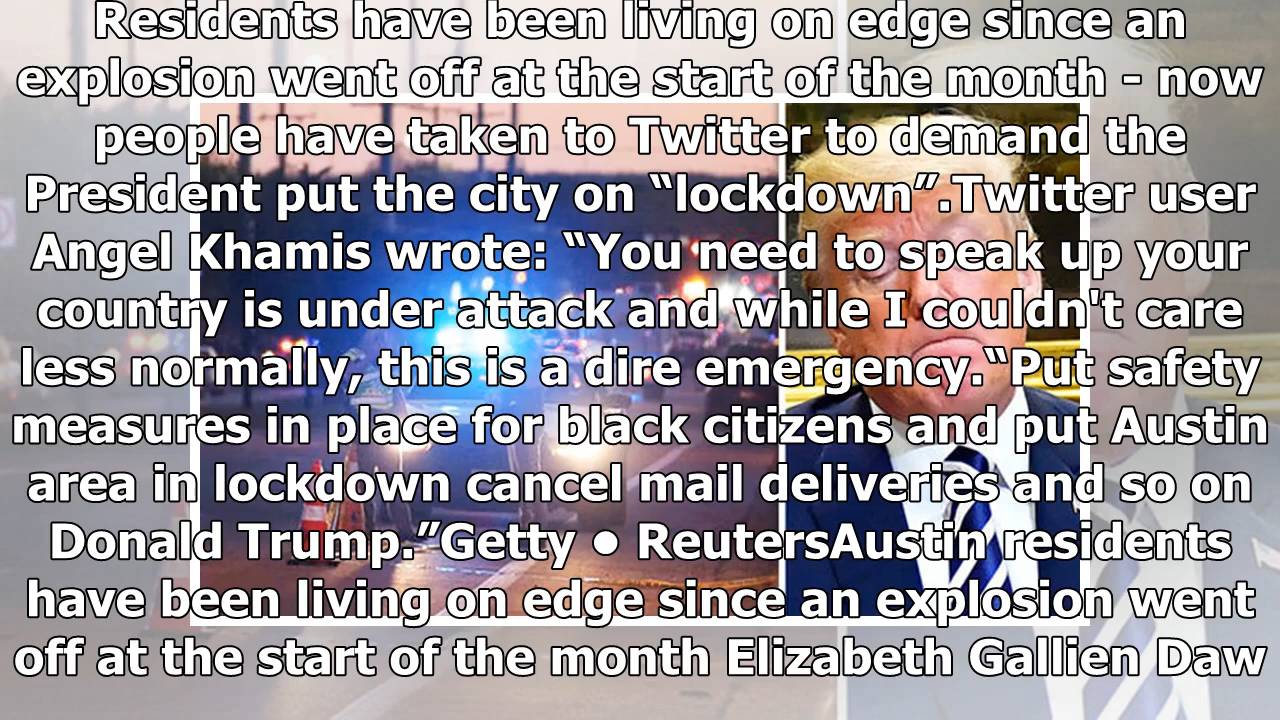 Residents have been living on edge since an
explosion went off at the start of the month - now
people have taken to Twitter to demand the
President put the city on “lockdown”.Twitter user
Angel Khamis wrote: “You need to speak up your
country is under attack and while I couldn't care
less normally, this is a dire emergency.“Put safety
measures in place for black citizens and put Austin
area in lockdown cancel mail deliveries and so on
Donald Trump.”Getty • ReutersAustin residents
have been living on edge since an explosion went
off at the start of the month Elizabeth Gallien Daw